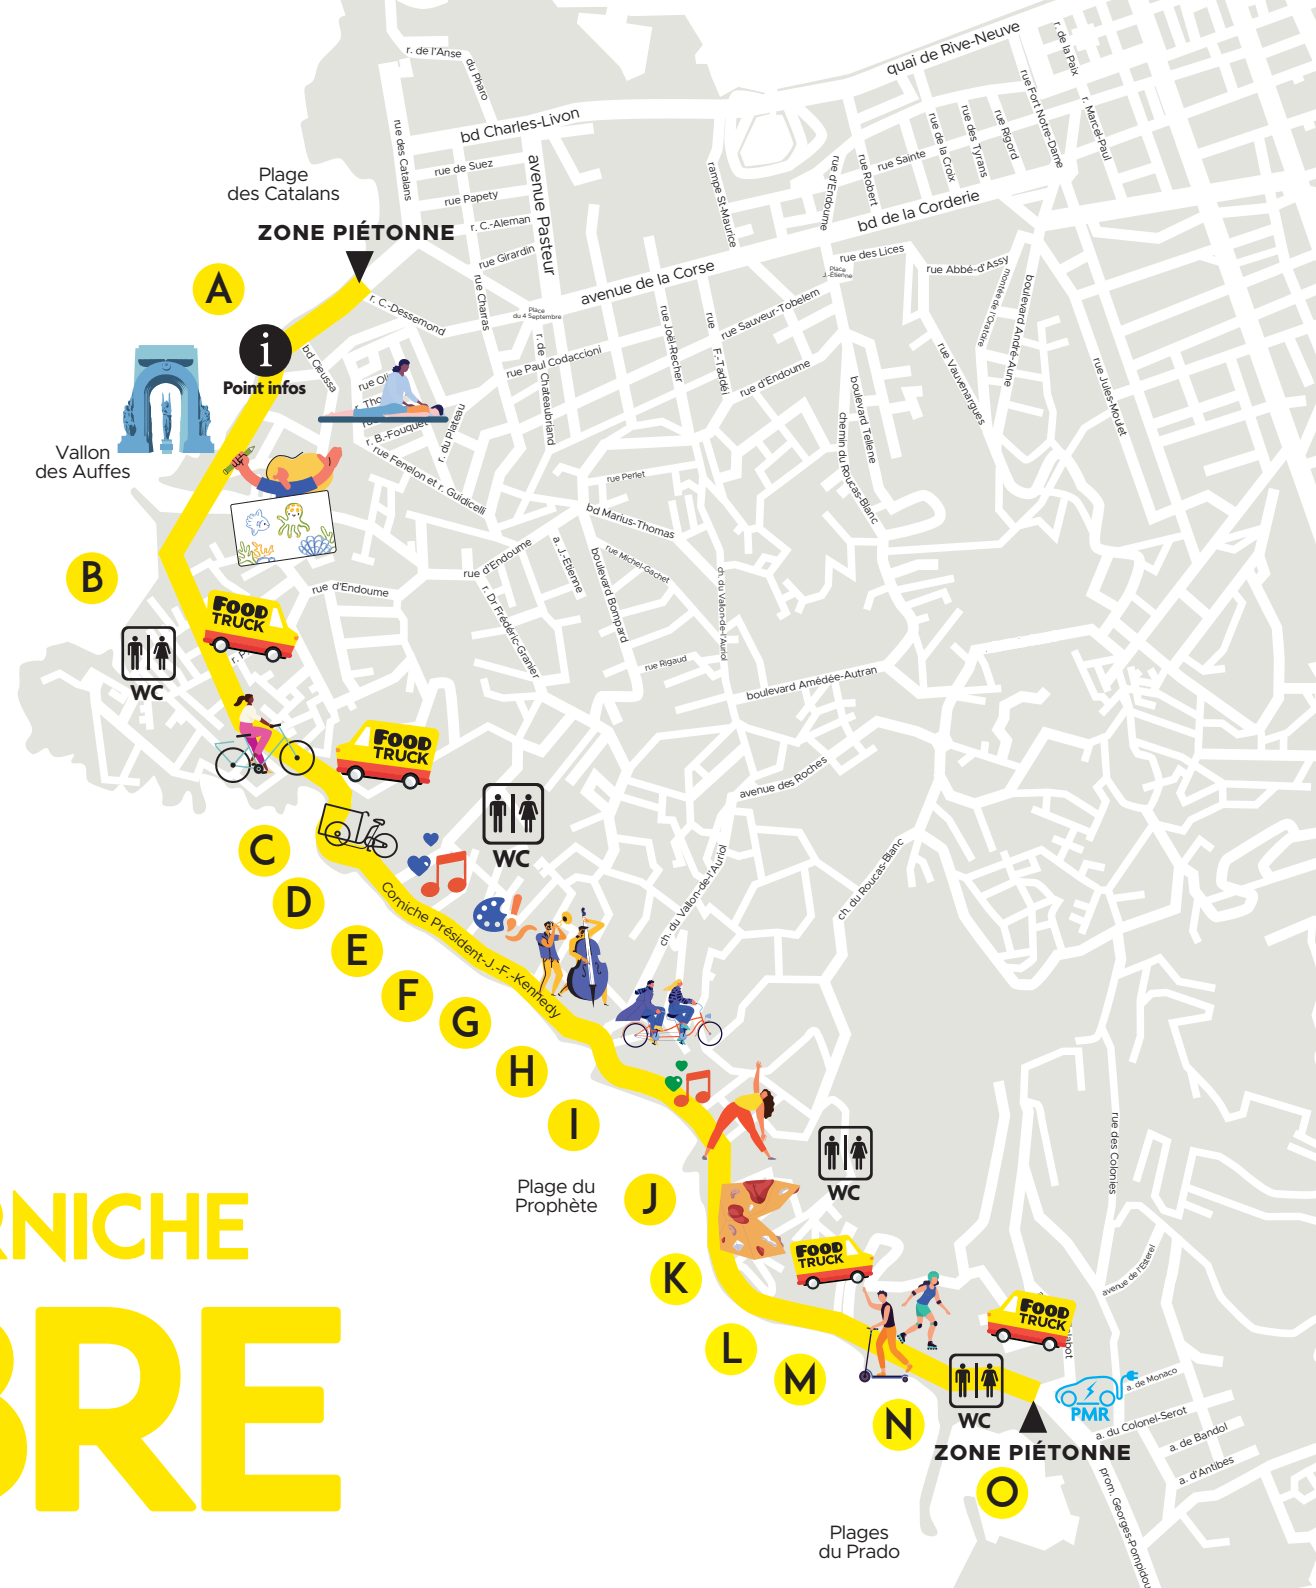 r. de l'Anse
du Pharo
quai de Rive-Neuve
r. de la Paix
rue Fort Notre-Dame
r. Marcel-Paul
rue des Catalans
bd Charles-Livon
rue de Suez
rue Papety
r. C.-Aleman
rue Girardin
avenue Pasteur
rue Charras
rampe St-Maurice
rue d'Endoume
rue Robert
rue Sainte
rue de la Croix
rue des Tyrans
rue Rigord
bd de la Corderie
Plage
des Catalans
ZONE PIÉTONNE
A
i
Point infos
r. C.-Dessemond
bd Cieussa
Place
du 4 Septembre
avenue de la Corse
rue des Lices
Place
J.-Etienne
rue Abbé-d'Assy
montée de l'Oratoire
boulevard André-Aune
rue Sauveur-Tobelem
rue Joël-Recher
rue
F.-Taddéi
rue d'Endoume
rue Paul Codaccioni
r. de Chateaubriand
rue Vauvenargues
rue Jules-Moulet
boulevard Tellene
chemin du Roucas-Blanc
r. B.-Fouquet
r. du Plateau
rue Fenelon et r. Guidicelli
Vallon
des Auffes
rue Perlet
bd Marius-Thomas
rue Michel-Gachet
rue d'Endoume
a. J.-Etienne
boulevard Bompard
r. Dr Frédéric-Granier
ch. du Vallon-de-l'Auriol
rue d'Endoume
rue Rigaud
boulevard Amédée-Autran
B
FOOD
TRUCK
WC
FOOD
TRUCK
avenue des Roches
WC
C
D
E
F
G
H
I
Corniche Président-J.-F.-Kennedy
ch. du Vallon-de-l'Auriol
ch. du Roucas-Blanc
rue des Colonies
WC
Plage du
Prophète
J
K
L
M
N
FOOD
TRUCK
avenue de l'Esterel
FOOD
TRUCK
WC
PMR
a. de Monaco
a. du Colonel-Serot
a. de Bandol
a. d'Antibes
ZONE PIÉTONNE
O
prom. Georges-Pompidou
Plages
du Prado
RNICHE
BRE